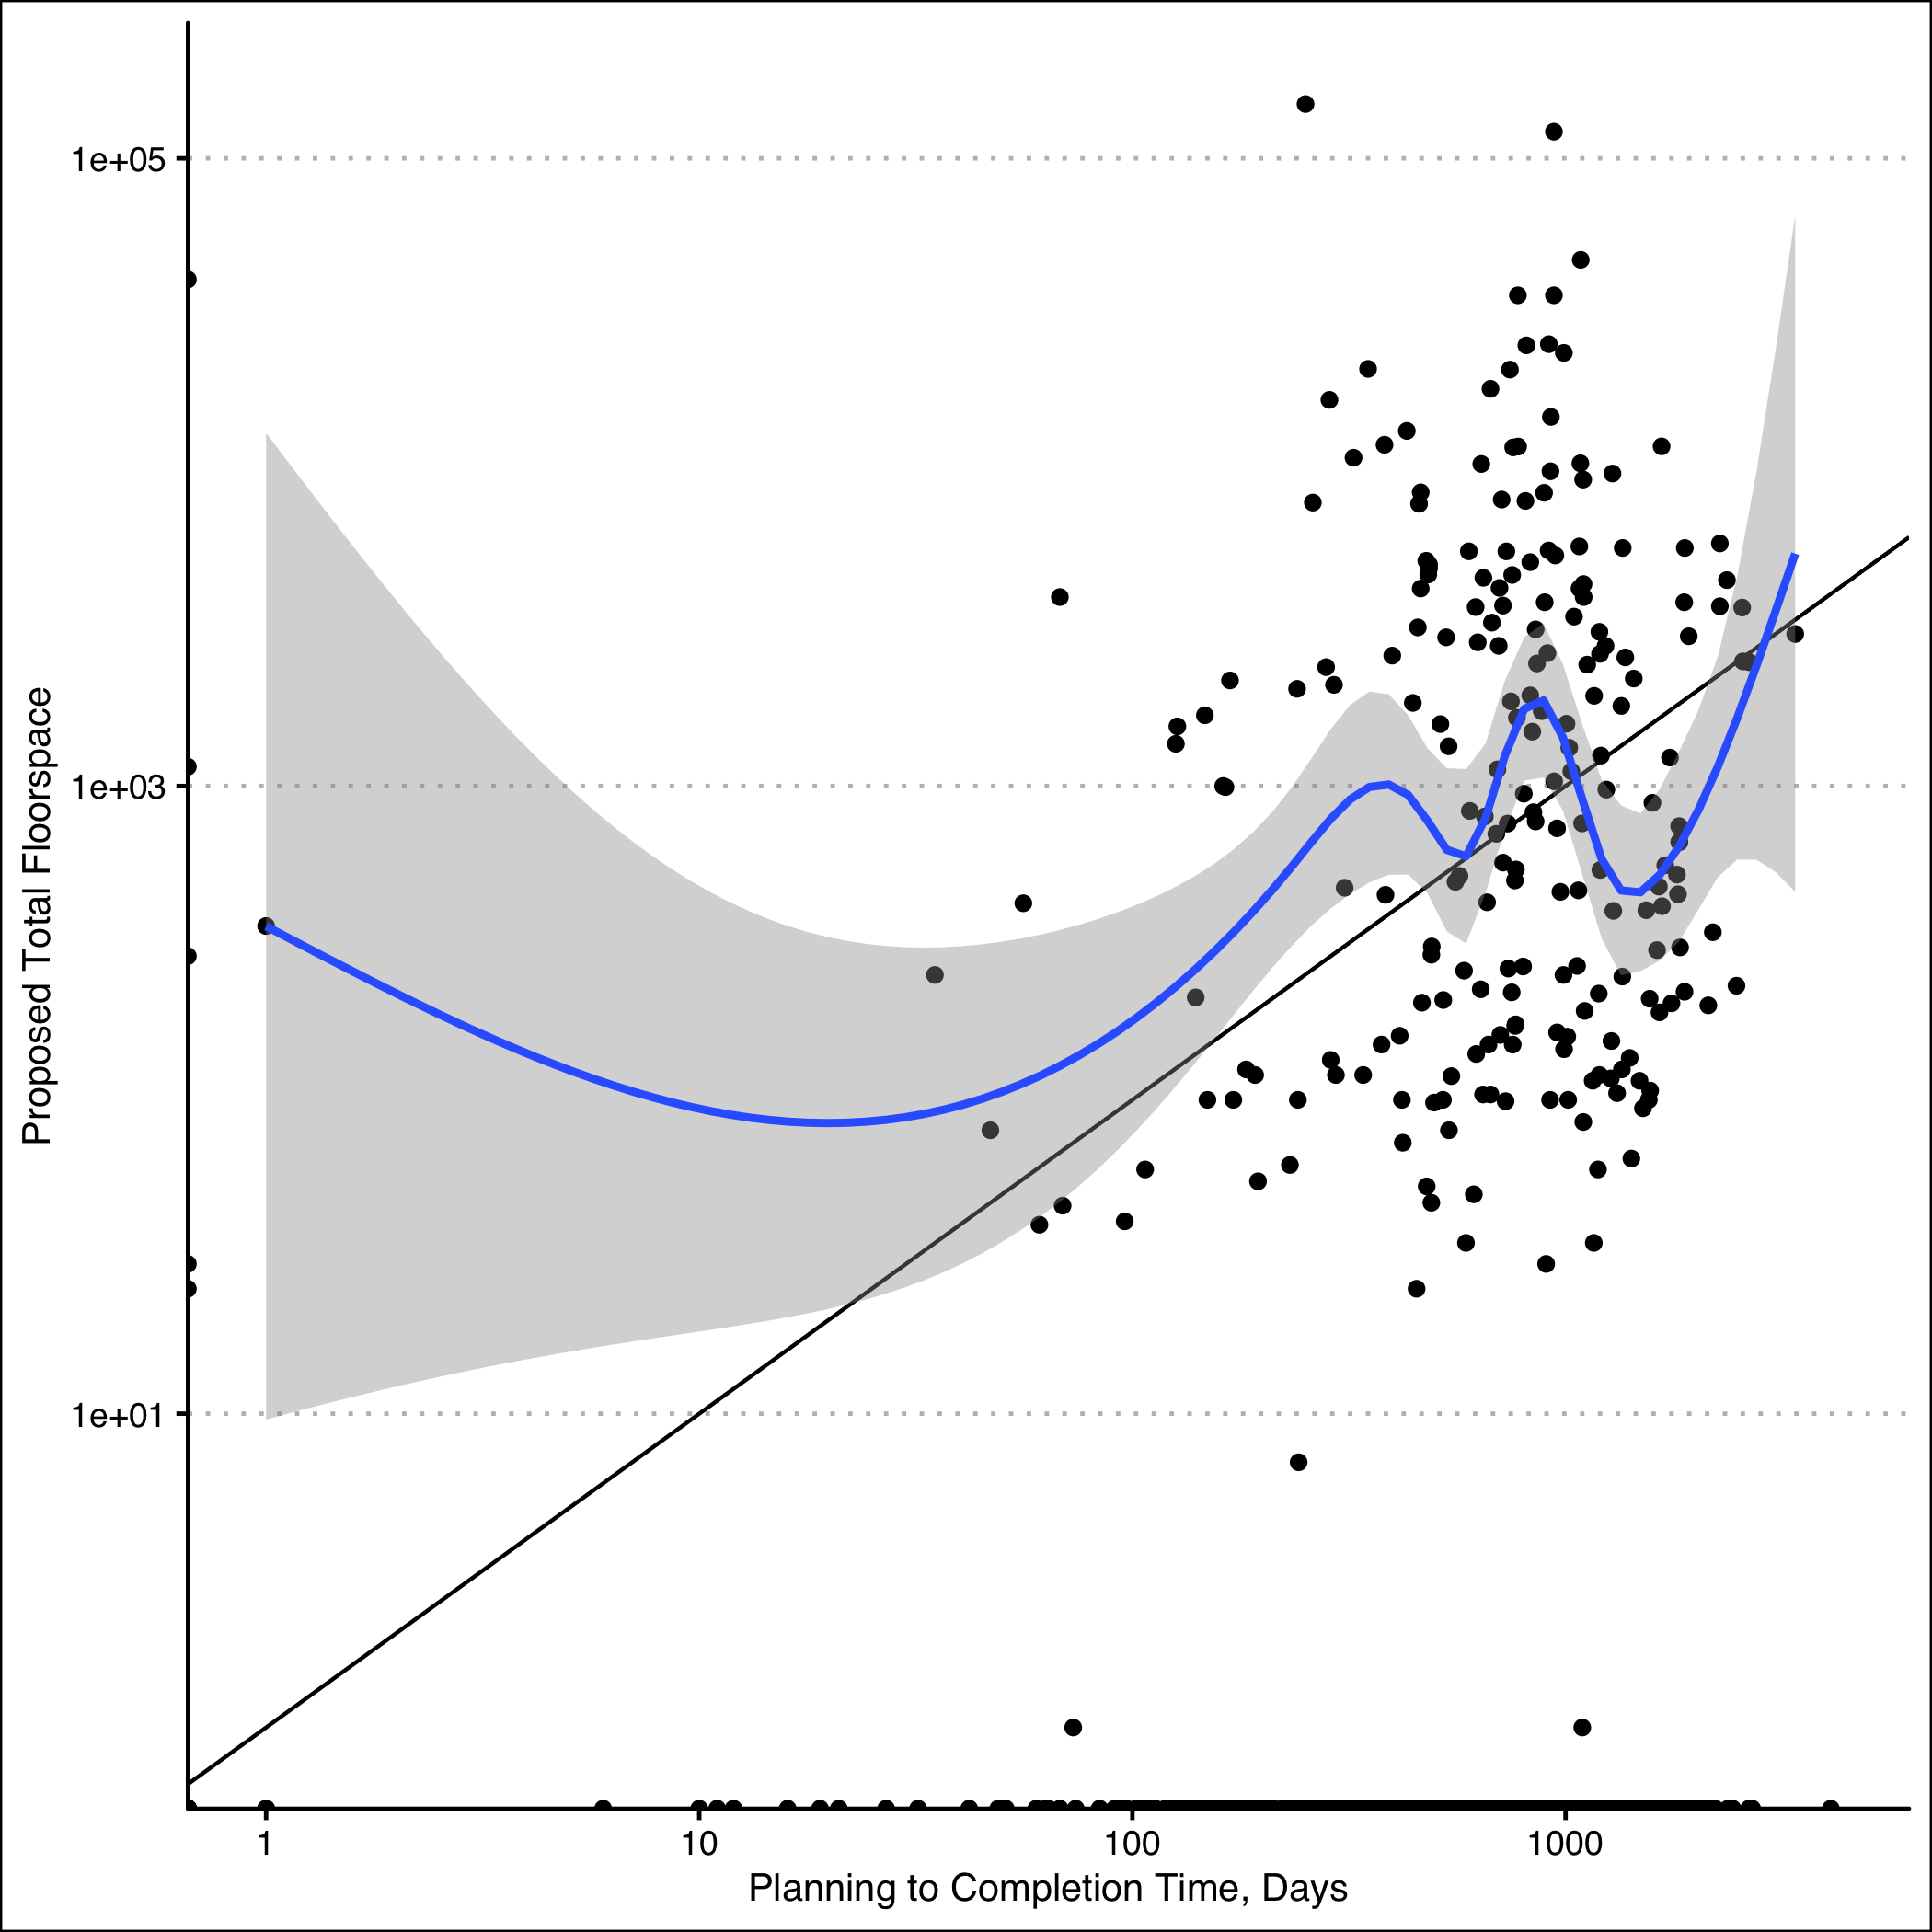 Proposed Total Floorspace
1e+05
1e+03
1e+01
1 10 100 1000
Planning to Completion Time, Days